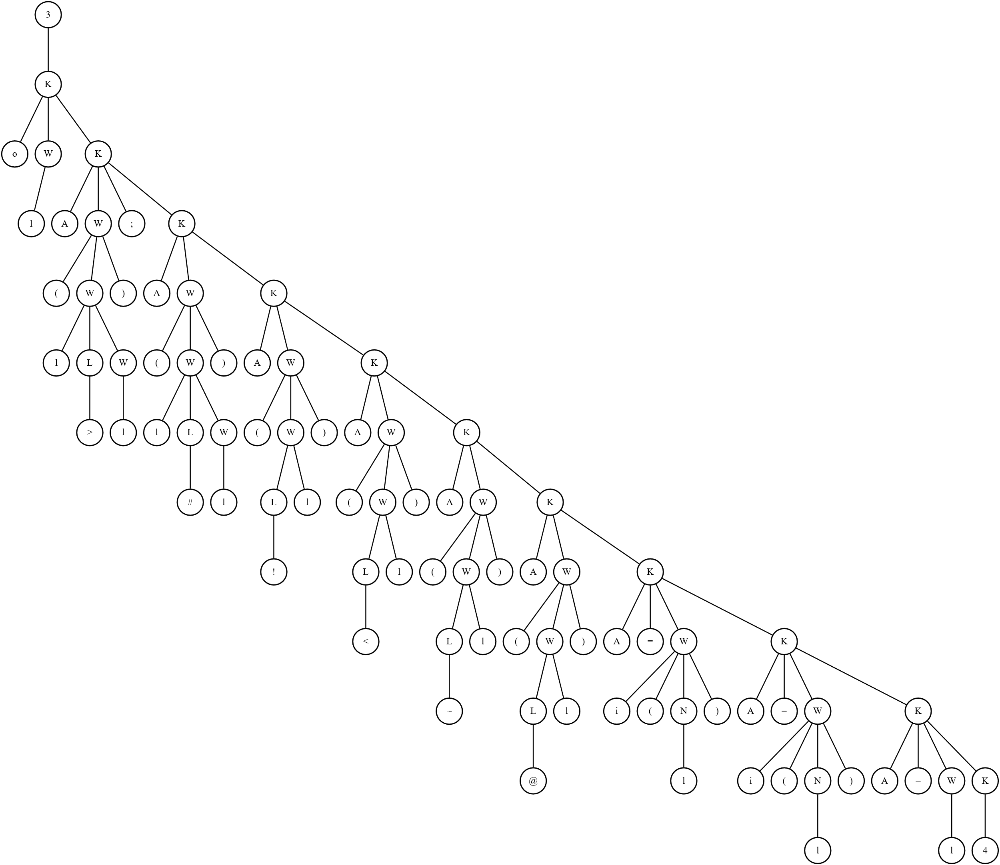 3
K
o W K
l A W ; K
( W ) A W K
l L W ( W ) A W K
> l l L W ( W ) A W K
# l L l ( W ) A W K
! L l ( W ) A W K
< L l ( W ) A = W K
~ L l i ( N ) A = W K
@ l i ( N ) A = W K
l l 4